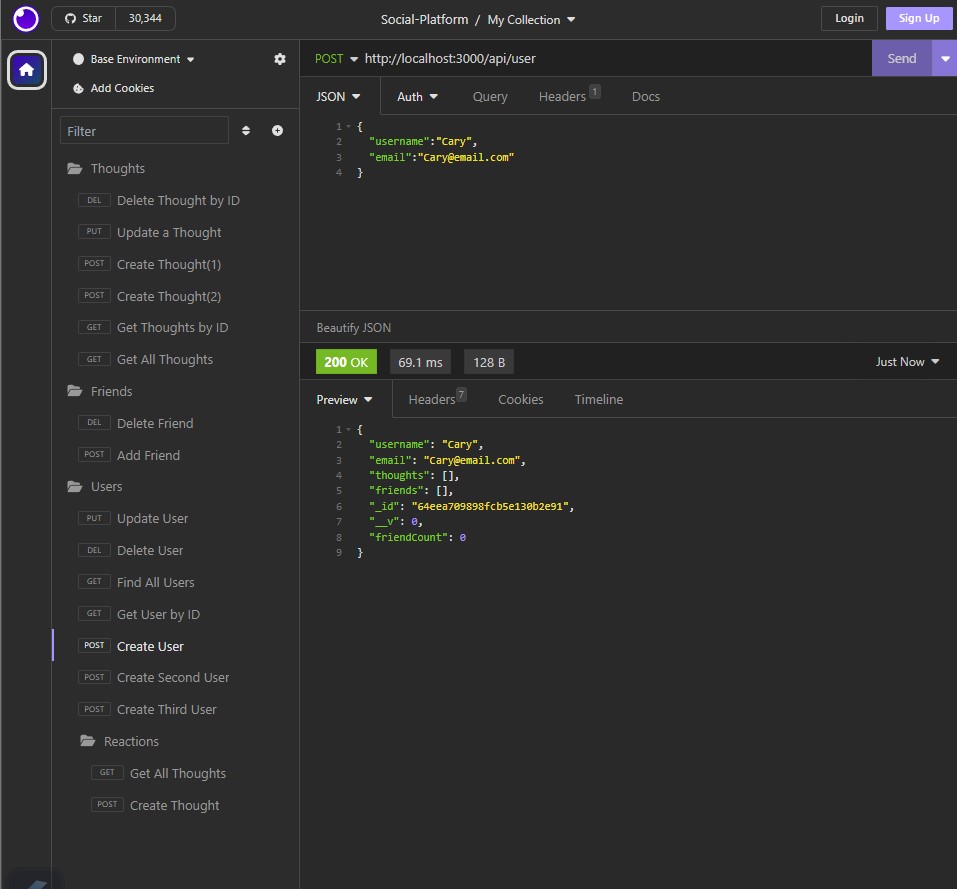 Star 30,344 Social-Platform / My Collection Login Sign Up
Base Environment
Add Cookies
Filter
Thoughts
DEL Delete Thought by ID
PUT Update a Thought
POST Create Thought(1)
POST Create Thought(2)
GET Get Thoughts by ID
GET Get All Thoughts
Friends
DEL Delete Friend
POST Add Friend
Users
PUT Update User
DEL Delete User
GET Find All Users
GET Get User by ID
POST Create User
POST Create Second User
POST Create Third User
Reactions
GET Get All Thoughts
POST Create Thought
POST http://localhost:3000/api/user Send
JSON Auth Query Headers 1 Docs
1 {
2 "username":"Cary",
3 "email":"Cary@email.com"
4 }
Beautify JSON
200 OK 69.1 ms 128 B Just Now
Preview Headers 7 Cookies Timeline
1 {
2 "username": "Cary",
3 "email": "Cary@email.com",
4 "thoughts": [],
5 "friends": [],
6 "_id": "64eea709898fcb5e130b2e91",
7 "__v": 0,
8 "friendCount": 0
9 }